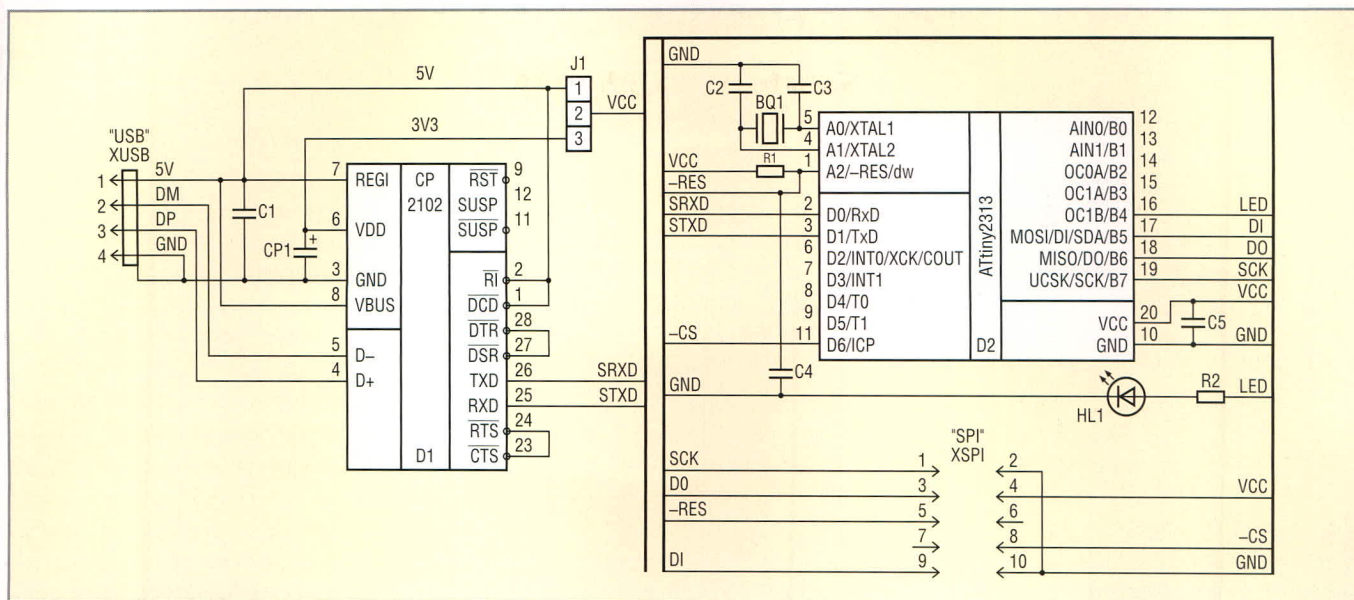 5V
J1
1
VCC
2
3V3
3
"USB"
XUSB
1
5V
2
DM
3
DP
4
GND
C1
CP1
+
7
REGI
6
VDD
3
GND
8
VBUS
5
D–
4
D+
CP
2102
D1
RST
9
SUSP
12
SUSP
11
RI
2
DCD
1
DTR
28
DSR
27
TXD
26
SRXD
RXD
25
STXD
RTS
24
CTS
23
GND
C2
C3
BQ1
5
A0/XTAL1
4
A1/XTAL2
VCC
R1
1
A2/–RES/dw
–RES
SRXD
2
D0/RxD
STXD
3
D1/TxD
6
D2/INT0/XCK/COUT
7
D3/INT1
8
D4/T0
9
D5/T1
–CS
11
D6/ICP
ATtiny2313
D2
AIN0/B0
12
AIN1/B1
13
OC0A/B2
14
OC1A/B3
15
OC1B/B4
16
LED
MOSI/DI/SDA/B5
17
DI
MISO/DO/B6
18
DO
UCSK/SCK/B7
19
SCK
VCC
20
VCC
GND
10
C5
GND
GND
C4
HL1
R2
LED
"SPI"
XSPI
SCK
1
2
DO
3
4
VCC
–RES
5
6
7
8
–CS
DI
9
10
GND